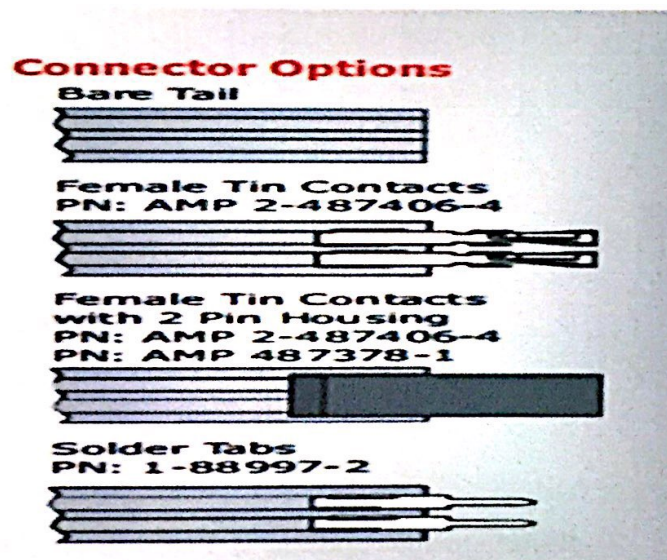 Connector Options
Bare Tail
Female Tin Contacts
PN: AMP 2-487406-4
Female Tin Contacts
with 2 Pin Housing
PN: AMP 2-487406-4
PN: AMP 487378-1
Solder Tabs
PN: 1-88997-2